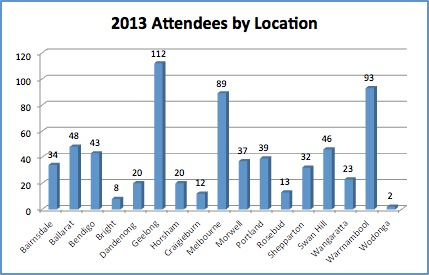 2013 Attendees by Location
120
100
80
60
40
20
0
34
48
43
8
20
112
20
12
89
37
39
13
32
46
23
93
2
Bairnsdale
Ballarat
Bendigo
Bright
Dandenong
Geelong
Horsham
Craigieburn
Melbourne
Morwell
Portland
Rosebud
Shepparton
Swan Hill
Wangaratta
Warrnambool
Wodonga